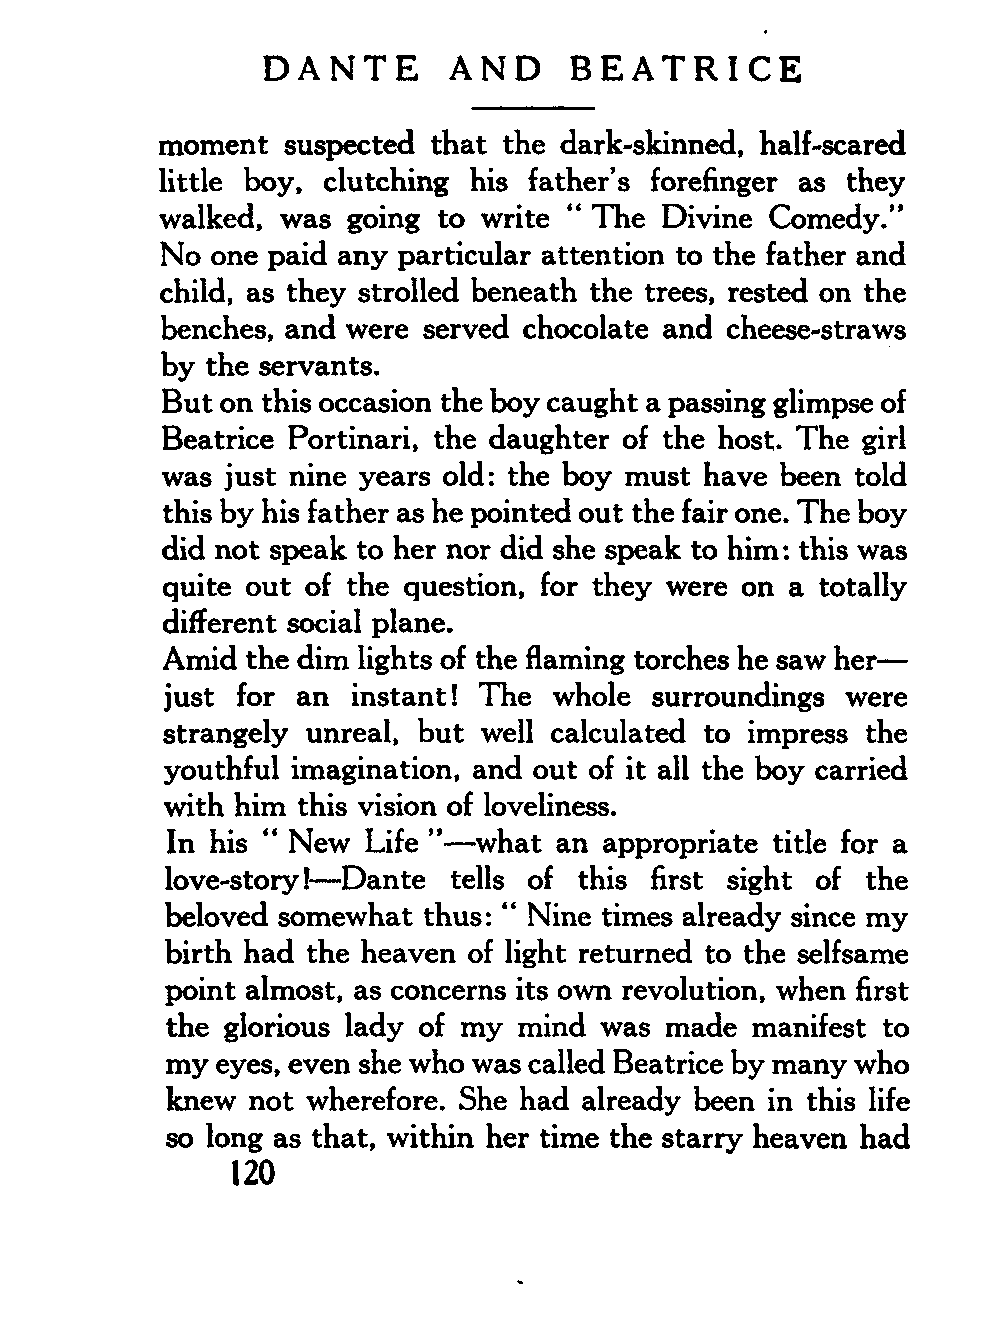 DANTE AND BEATRICE
moment suspected that the dark-skinned, half-scared
little boy, clutching his father's forefinger as they
walked, was going to write " The Divine Comedy."
No one paid any particular attention to the father and
child, as they strolled beneath the trees, rested on the
benches, and were served chocolate and cheese-straws
by the servants.
But on this occasion the boy caught a passing glimpse of
Beatrice Portinari, the daughter of the host. The girl
was just nine years old: the boy must have been told
this by his father as he pointed out the fair one. The boy
did not speak to her nor did she speak to him: this was
quite out of the question, for they were on a totally
different social plane.
Amid the dim lights of the flaming torches he saw her—
just for an instant! The whole surroundings were
strangely unreal, but well calculated to impress the
youthful imagination, and out of it all the boy carried
with him this vision of loveliness.
In his " New Life "—what an appropriate title for a
love-story!—Dante tells of this first sight of the
beloved somewhat thus: " Nine times already since my
birth had the heaven of light returned to the selfsame
point almost, as concerns its own revolution, when first
the glorious lady of my mind was made manifest to
my eyes, even she who was called Beatrice by many who
knew not wherefore. She had already been in this life
so long as that, within her time the starry heaven had
120